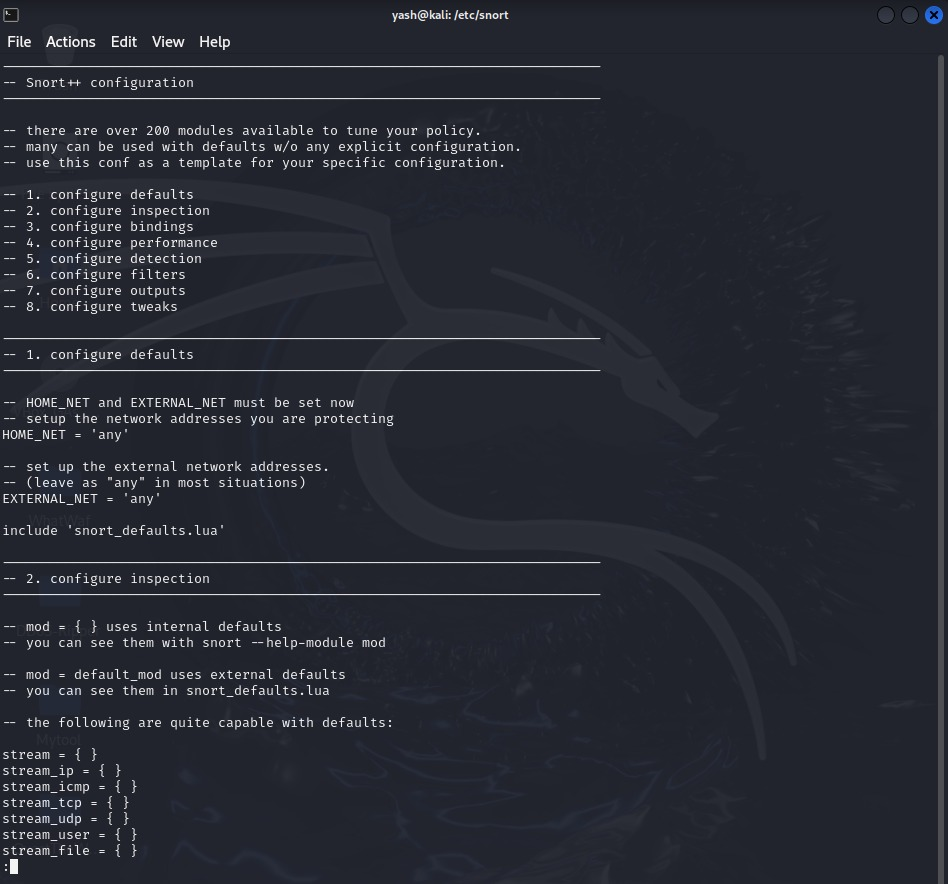 yash@kali: /etc/snort
File Actions Edit View Help
-- Snort++ configuration
-- there are over 200 modules available to tune your policy.
-- many can be used with defaults w/o any explicit configuration.
-- use this conf as a template for your specific configuration.
-- 1. configure defaults
-- 2. configure inspection
-- 3. configure bindings
-- 4. configure performance
-- 5. configure detection
-- 6. configure filters
-- 7. configure outputs
-- 8. configure tweaks
-- 1. configure defaults
-- HOME_NET and EXTERNAL_NET must be set now
-- setup the network addresses you are protecting
HOME_NET = 'any'
-- set up the external network addresses.
-- (leave as "any" in most situations)
EXTERNAL_NET = 'any'
include 'snort_defaults.lua'
-- 2. configure inspection
-- mod = { } uses internal defaults
-- you can see them with snort --help-module mod
-- mod = default_mod uses external defaults
-- you can see them in snort_defaults.lua
-- the following are quite capable with defaults:
stream = { }
stream_ip = { }
stream_icmp = { }
stream_tcp = { }
stream_udp = { }
stream_user = { }
stream_file = { }
: